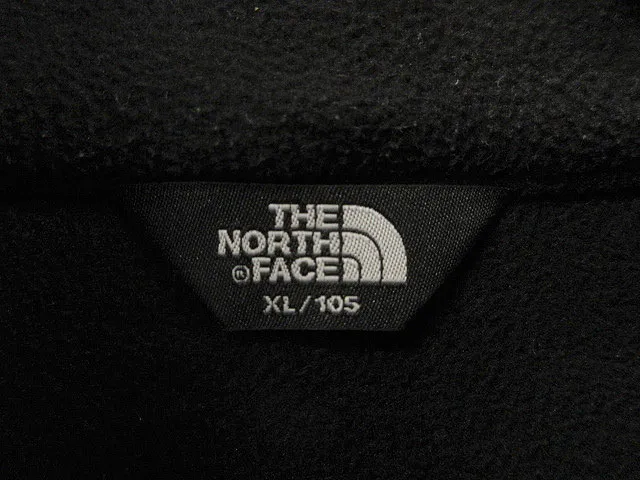 THE
NORTH
® FACE
XL/105